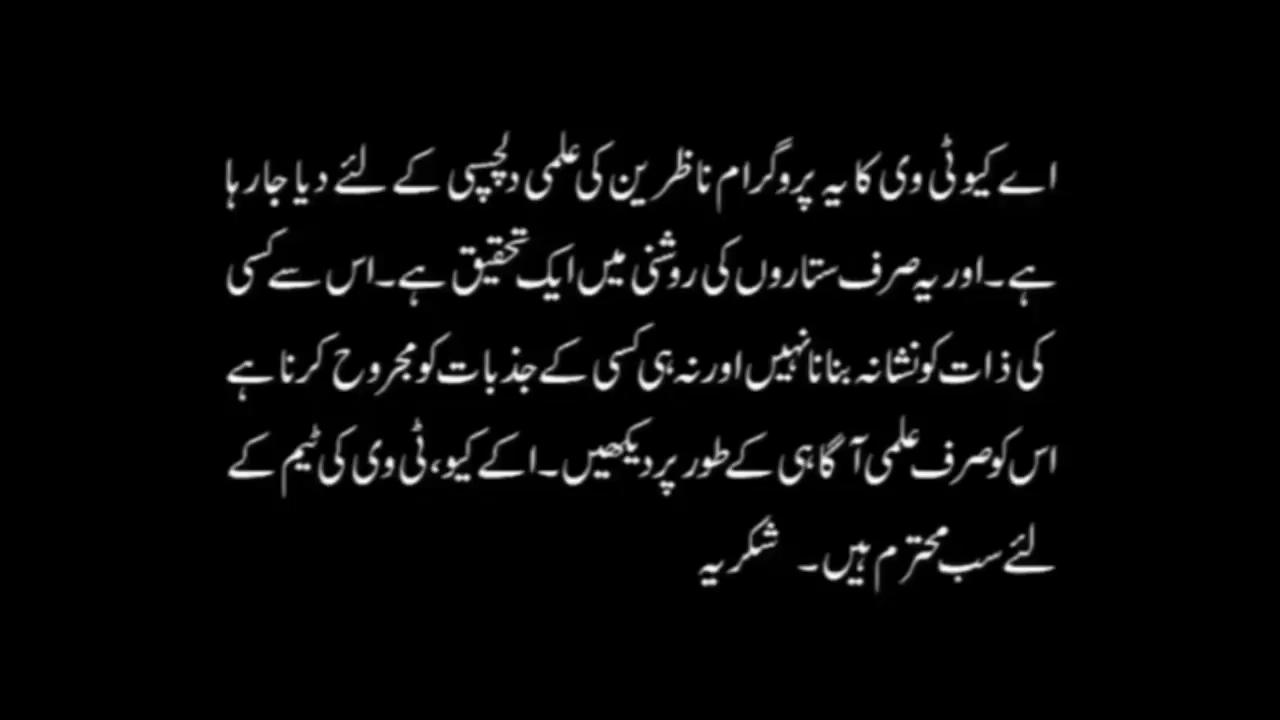 اے کیو ٹی وی کا یہ پروگرام ناظرین کی علمی دلچسپی کے لئے دیا جا رہا
ہے۔ اور یہ صرف ستاروں کی روشنی میں ایک تحقیق ہے۔ اس سے کسی
کی ذات کو نشانہ بنانا نہیں اور نہ ہی کسی کے جذبات کو مجروح کرنا ہے
اس کو صرف علمی آگاہی کے طور پر دیکھیں۔ اکے کیو، ٹی وی کی ٹیم کے
لئے سب محترم ہیں۔ شکریہ